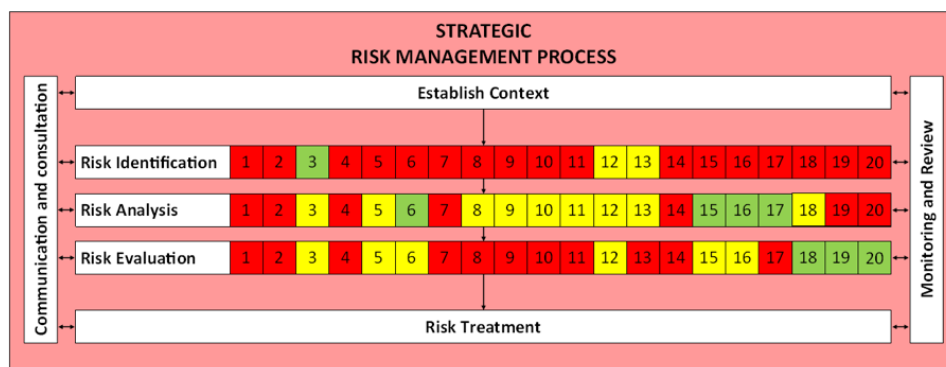 STRATEGIC
RISK MANAGEMENT PROCESS
Communication and consultation
Establish Context
Risk Identification 1 2 3 4 5 6 7 8 9 10 11 12 13 14 15 16 17 18 19 20
Risk Analysis 1 2 3 4 5 6 7 8 9 10 11 12 13 14 15 16 17 18 19 20
Risk Evaluation 1 2 3 4 5 6 7 8 9 10 11 12 13 14 15 16 17 18 19 20
Risk Treatment
Monitoring and Review